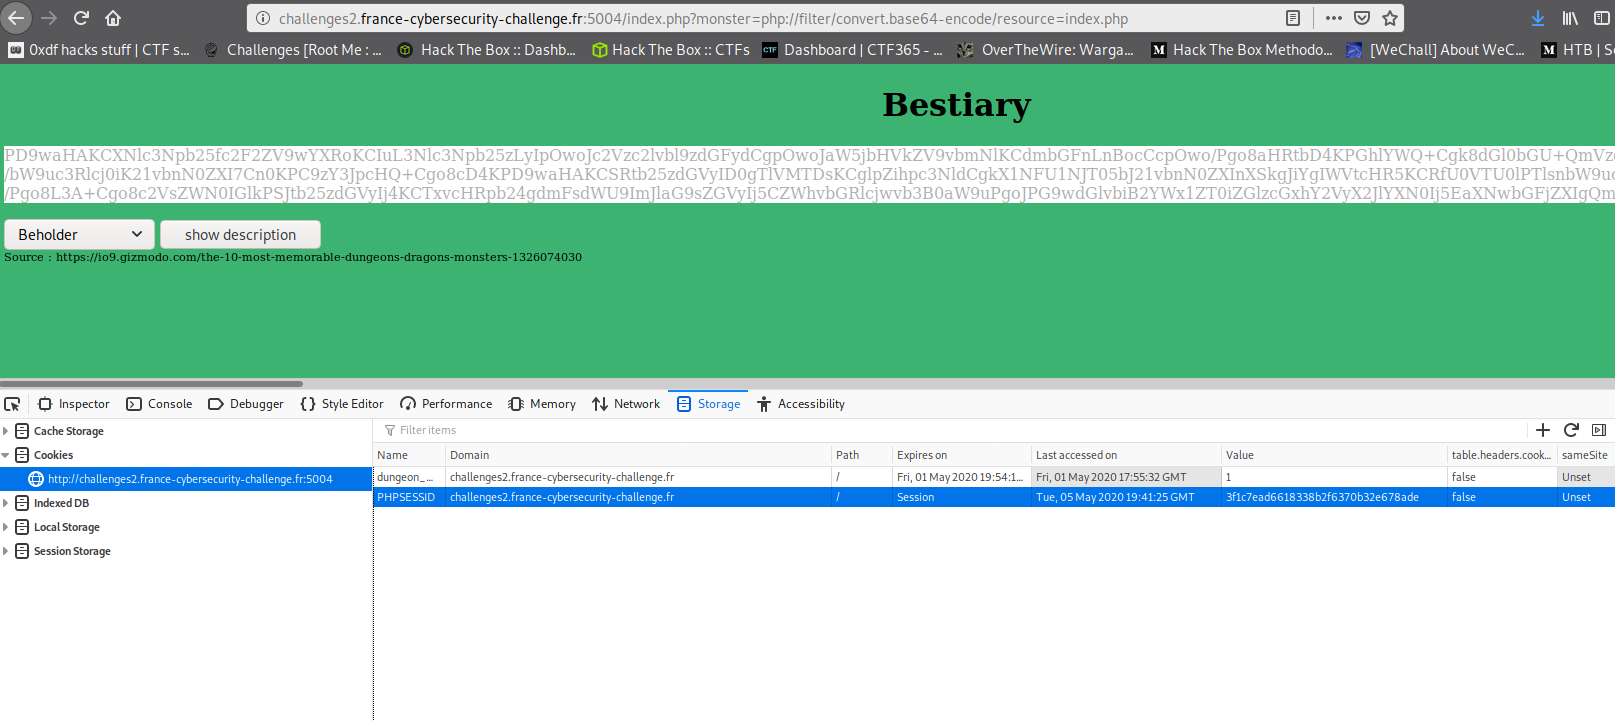 challenges2.france-cybersecurity-challenge.fr:5004/index.php?monster=php://filter/convert.base64-encode/resource=index.php
0xdf hacks stuff | CTF s... Challenges [Root Me : ... Hack The Box :: Dashb... Hack The Box :: CTFs CTF Dashboard | CTF365 - ... OverTheWire: Warga... M Hack The Box Methodo... [WeChall] About WeC... M HTB | S
Bestiary
PD9waHAKCXNlc3Npb25fc2F2ZV9wYXRoKCIuL3Nlc3Npb25zLyIpOwoJc2Vzc2lvbl9zdGFydCgpOwoJaW5jbHVkZV9vbmNlKCdmbGFnLnBocCcpOwo/Pgo8aHRtbD4KPGhlYWQ+Cgk8dGl0bGU+QmVzd
/bW9uc3Rlcj0iK21vbnN0ZXI7Cn0KPC9zY3JpcHQ+Cgo8cD4KPD9waHAKCSRtb25zdGVyID0gTlVMTDsKCglpZihpc3NldCgkX1NFU1NJT05bJ21vbnN0ZXInXSkgJiYgIWVtcHR5KCRfU0VTU0lPTlsnbW9uc
/Pgo8L3A+Cgo8c2VsZWN0IGlkPSJtb25zdGVyIj4KCTxvcHRpb24gdmFsdWU9ImJlaG9sZGVyIj5CZWhvbGRlcjwvb3B0aW9uPgoJPG9wdGlvbiB2YWx1ZT0iZGlzcGxhY2VyX2JlYXN0Ij5EaXNwbGFjZXIgQm
Beholder show description
Source : https://io9.gizmodo.com/the-10-most-memorable-dungeons-dragons-monsters-1326074030
Inspector Console Debugger Style Editor Performance Memory Network Storage Accessibility
Cache Storage
Cookies
http://challenges2.france-cybersecurity-challenge.fr:5004
Indexed DB
Local Storage
Session Storage
Filter items
Name Domain Path Expires on Last accessed on Value table.headers.cook... sameSite
dungeon_... challenges2.france-cybersecurity-challenge.fr / Fri, 01 May 2020 19:54:1... Fri, 01 May 2020 17:55:32 GMT 1 false Unset
PHPSESSID challenges2.france-cybersecurity-challenge.fr / Session Tue, 05 May 2020 19:41:25 GMT 3f1c7ead6618338b2f6370b32e678ade false Unset